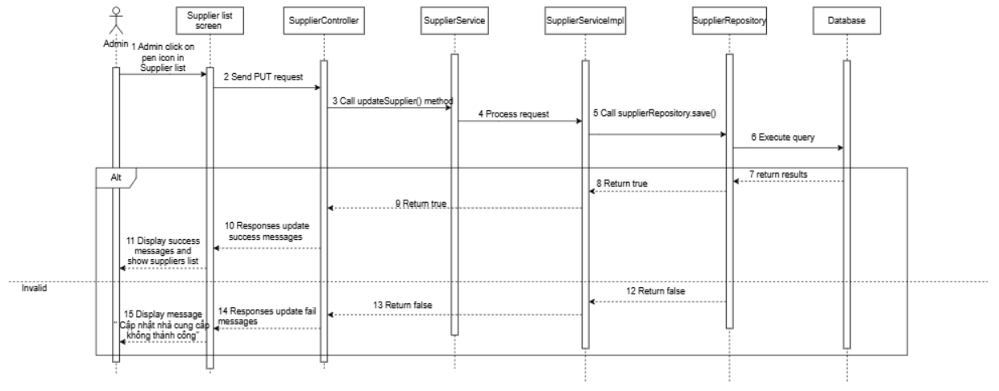 Supplier list
screen
SupplierController
SupplierService
SupplierServiceImpl
SupplierRepository
Database
Admin
1 Admin click on
pen icon in
Supplier list
2 Send PUT request
3 Call updateSupplier() method
4 Process request
5 Call supplierRepository.save()
6 Execute query
Alt
7 return results
8 Return true
9 Return true
10 Responses update
success messages
11 Display success
messages and
show suppliers list
Invalid
12 Return false
13 Return false
14 Responses update fail
messages
15 Display message
" Cập nhật nhà cung cấp
không thành công"